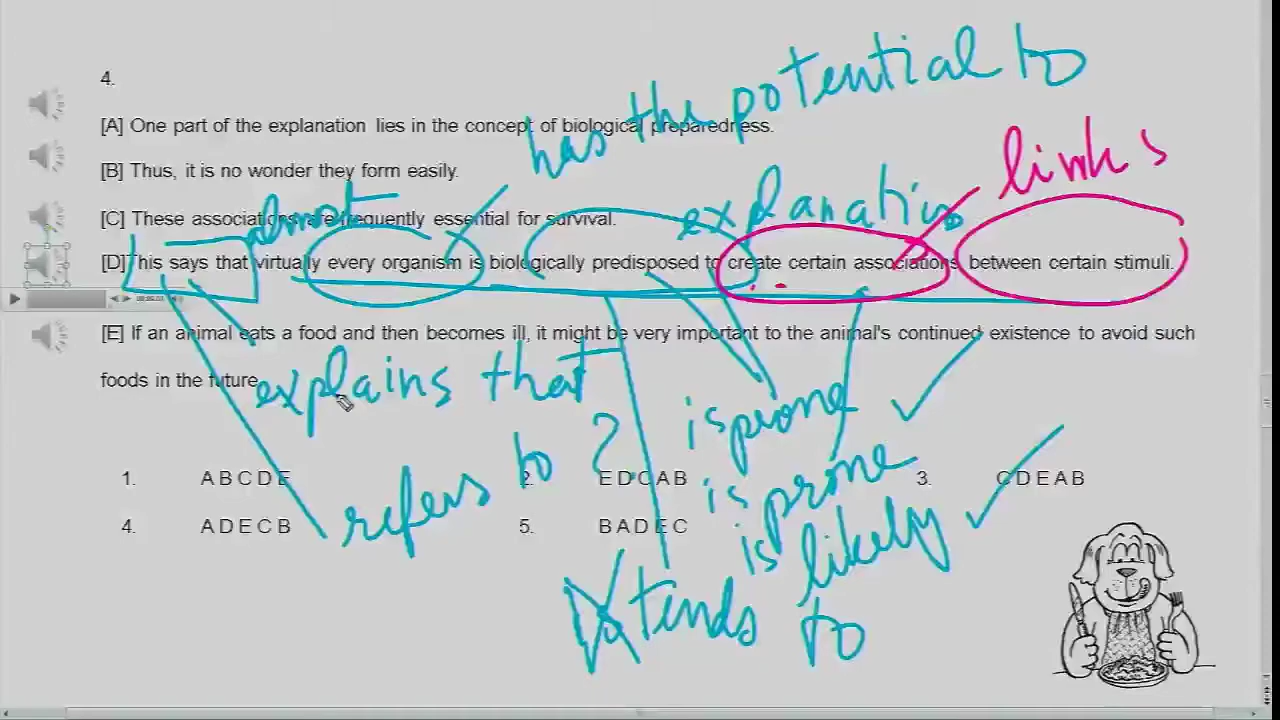 4.
has the potential to
[A] One part of the explanation lies in the concept of biological preparedness.
links
[B] Thus, it is no wonder they form easily.
almost
explanation
[C] These associations are frequently essential for survival.
[D]This says that virtually every organism is biologically predisposed to create certain associations between certain stimuli.
[E] If an animal eats a food and then becomes ill, it might be very important to the animal's continued existence to avoid such
foods in the future.
explains that
is prone
refers to ?
is prone
is likely
tends to
1. A B C D E 2. E D C A B 3. C D E A B
4. A D E C B 5. B A D E C